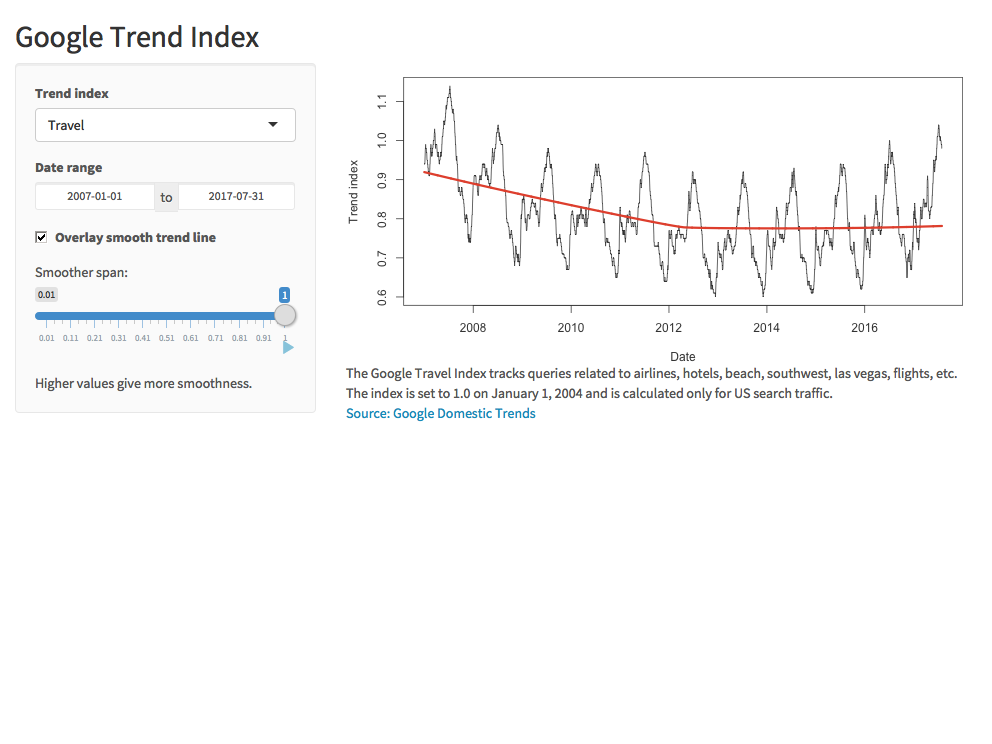 Google Trend Index
Trend index
Travel
Date range
2007-01-01 to 2017-07-31
Overlay smooth trend line
Smoother span:
0.01 1
0.01 0.11 0.21 0.31 0.41 0.51 0.61 0.71 0.81 0.91 1
Higher values give more smoothness.
Trend index
1.1
1.0
0.9
0.8
0.7
0.6
2008 2010 2012 2014 2016
Date
The Google Travel Index tracks queries related to airlines, hotels, beach, southwest, las vegas, flights, etc.
The index is set to 1.0 on January 1, 2004 and is calculated only for US search traffic.
Source: Google Domestic Trends